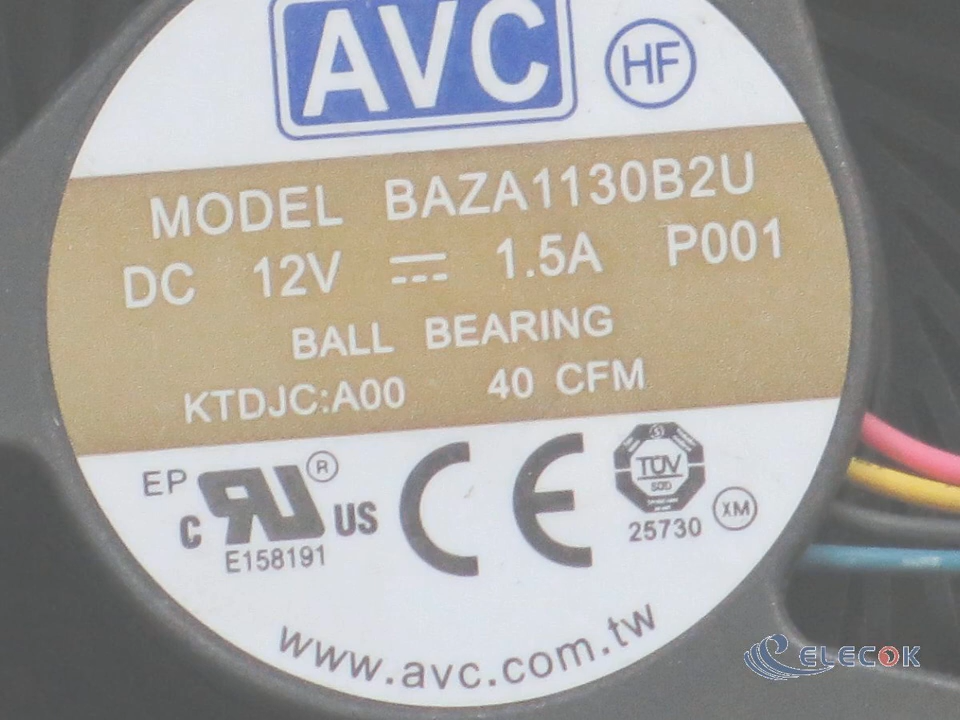 AVC HF
MODEL BAZA1130B2U
DC 12V ⎓ 1.5A P001
BALL BEARING
KTDJC:A00 40 CFM
EP
C RU ® US
E158191
CE
TÜV
25730
XM
www.avc.com.tw
ELECOK